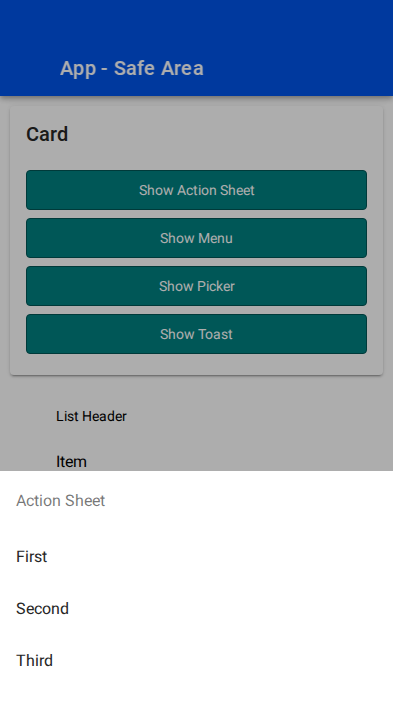 App - Safe Area
Card
Show Action Sheet
Show Menu
Show Picker
Show Toast
List Header
Item
Action Sheet
First
Second
Third